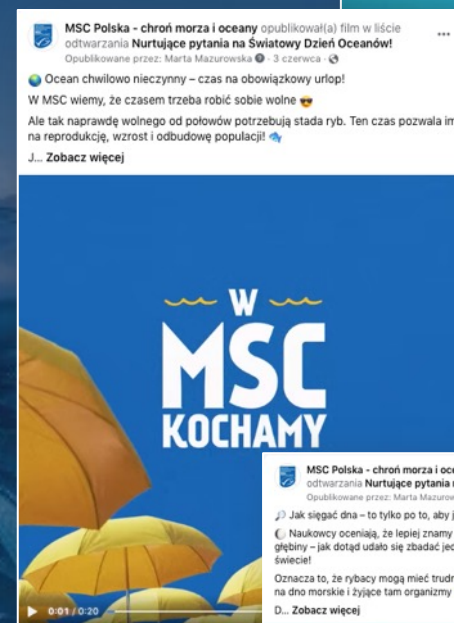 MSC Polska - chroń morza i oceany opublikował(a) film w liście
odtwarzania Nurtujące pytania na Światowy Dzień Oceanów!
Opublikowane przez: Marta Mazurowska · 3 czerwca ·
Ocean chwilowo nieczynny – czas na obowiązkowy urlop!
W MSC wiemy, że czasem trzeba robić sobie wolne
Ale tak naprawdę wolnego od połowów potrzebują stada ryb. Ten czas pozwala im
na reprodukcję, wzrost i odbudowę populacji!
J... Zobacz więcej
W
MSC
KOCHAMY
0:01 / 0:20
MSC Polska - chroń morza i oce
odtwarzania Nurtujące pytania
Opublikowane przez: Marta Mazurow
Jak sięgać dna – to tylko po to, aby j
Naukowcy oceniają, że lepiej znamy
głębiny – jak dotąd udało się zbadać jed
świecie!
Oznacza to, że rybacy mogą mieć trudn
na dno morskie i żyjące tam organizmy
D... Zobacz więcej